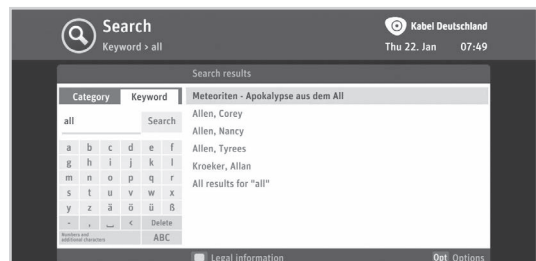 Search
Keyword > all
Kabel Deutschland
Thu 22. Jan 07:49
Search results
Category Keyword
all Search
a b c d e f
g h i j k l
m n o p q r
s t u v w x
y z ä ö ü ß
- , ⎵ < Delete
Numbers and
additional characters
ABC
Meteoriten - Apokalypse aus dem All
Allen, Corey
Allen, Nancy
Allen, Tyrees
Kroeker, Allan
All results for "all"
Legal information
Opt Options